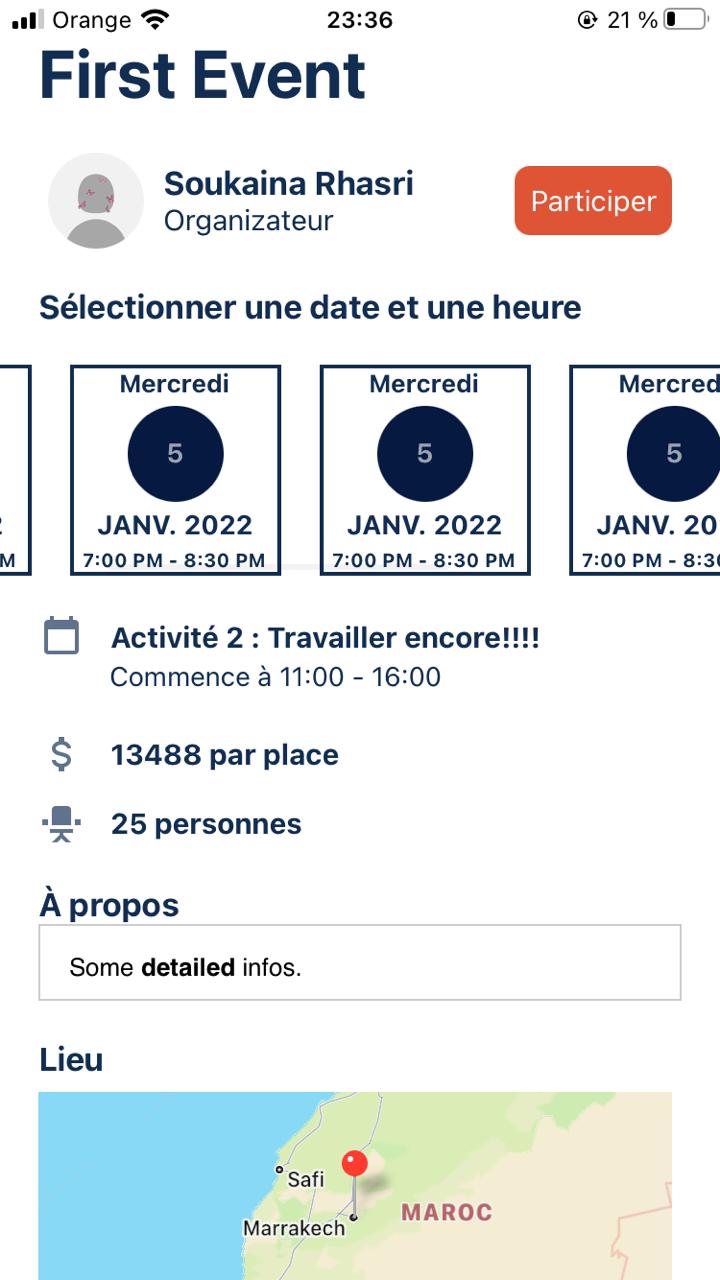 Orange 23:36 21 %
First Event
Soukaina Rhasri
Organizateur
Participer
Sélectionner une date et une heure
Mercredi Mercredi Mercred
5 5 5
2 JANV. 2022 JANV. 2022 JANV. 20
M 7:00 PM - 8:30 PM 7:00 PM - 8:30 PM 7:00 PM - 8:30
Activité 2 : Travailler encore!!!!
Commence à 11:00 - 16:00
$ 13488 par place
25 personnes
À propos
Some detailed infos.
Lieu
Safi
MAROC
Marrakech